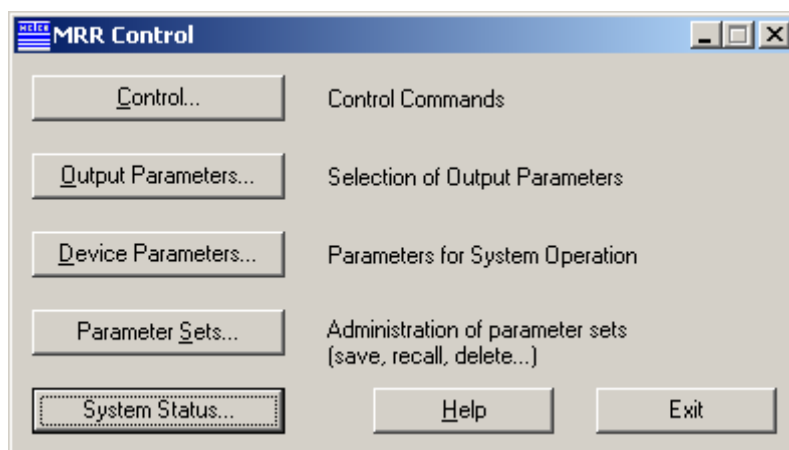 METEK
MRR Control
Control...
Control Commands
Output Parameters...
Selection of Output Parameters
Device Parameters...
Parameters for System Operation
Parameter Sets...
Administration of parameter sets
(save, recall, delete...)
System Status...
Help
Exit